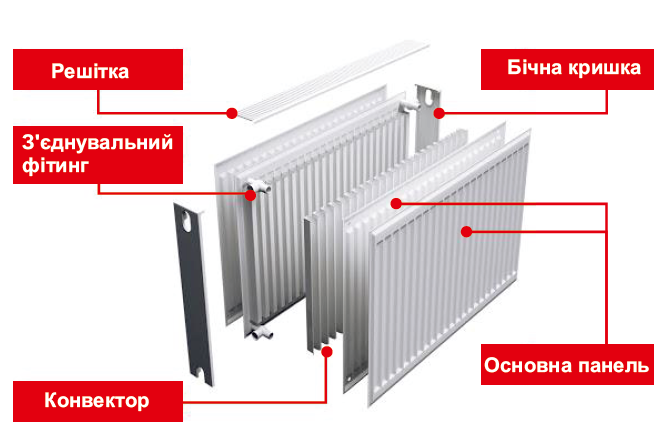 Решітка
Бічна кришка
З'єднувальний
фітинг
Основна панель
Конвектор